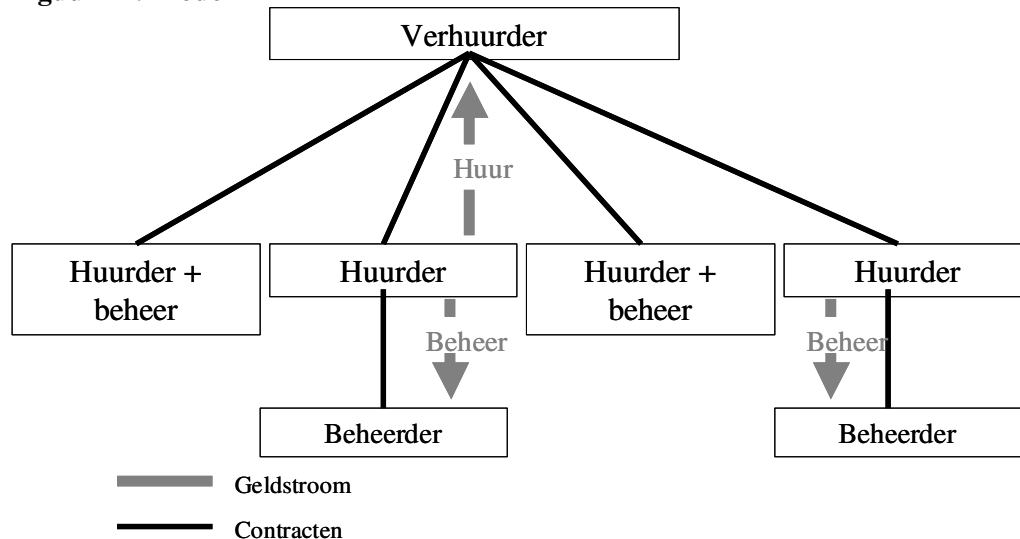 Verhuurder
Huur
Huurder +
beheer
Huurder
Huurder +
beheer
Huurder
Beheer
Beheer
Beheerder
Beheerder
Geldstroom
Contracten